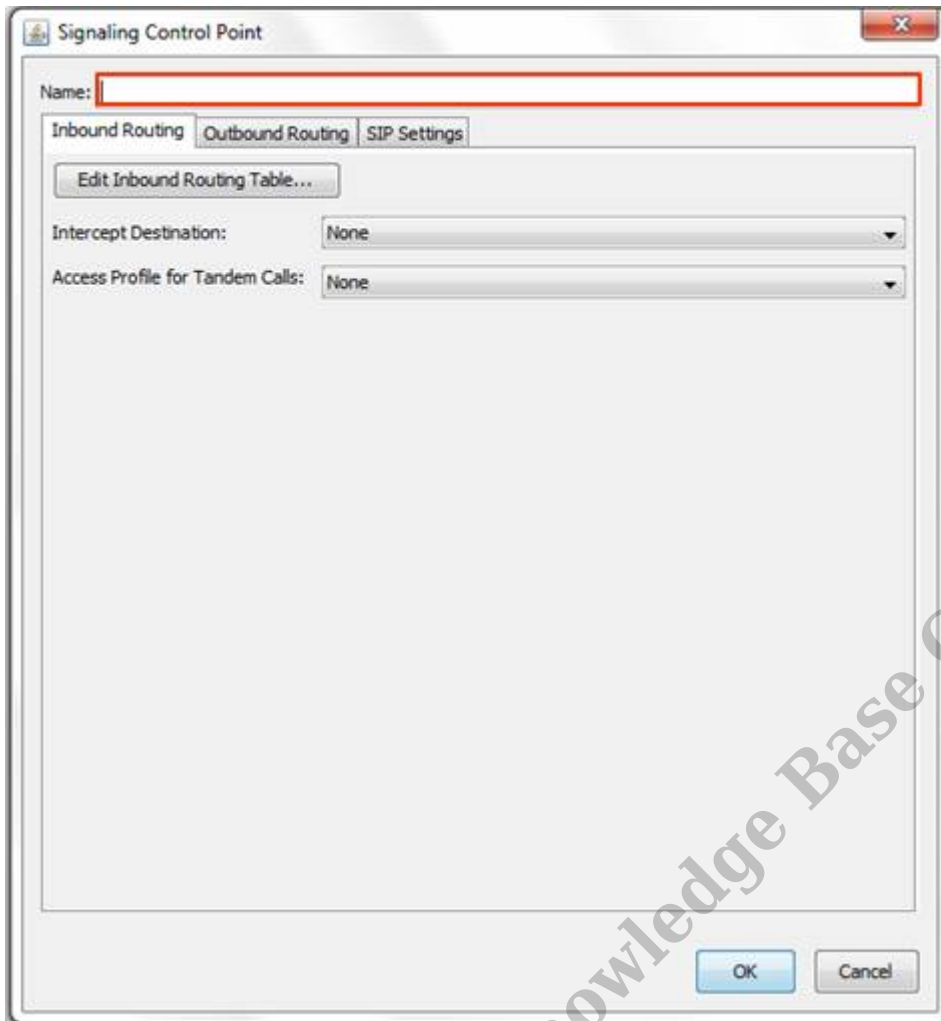 Signaling Control Point
Name:
Inbound Routing Outbound Routing SIP Settings
Edit Inbound Routing Table...
Intercept Destination: None
Access Profile for Tandem Calls: None
OK Cancel
Knowledge Base